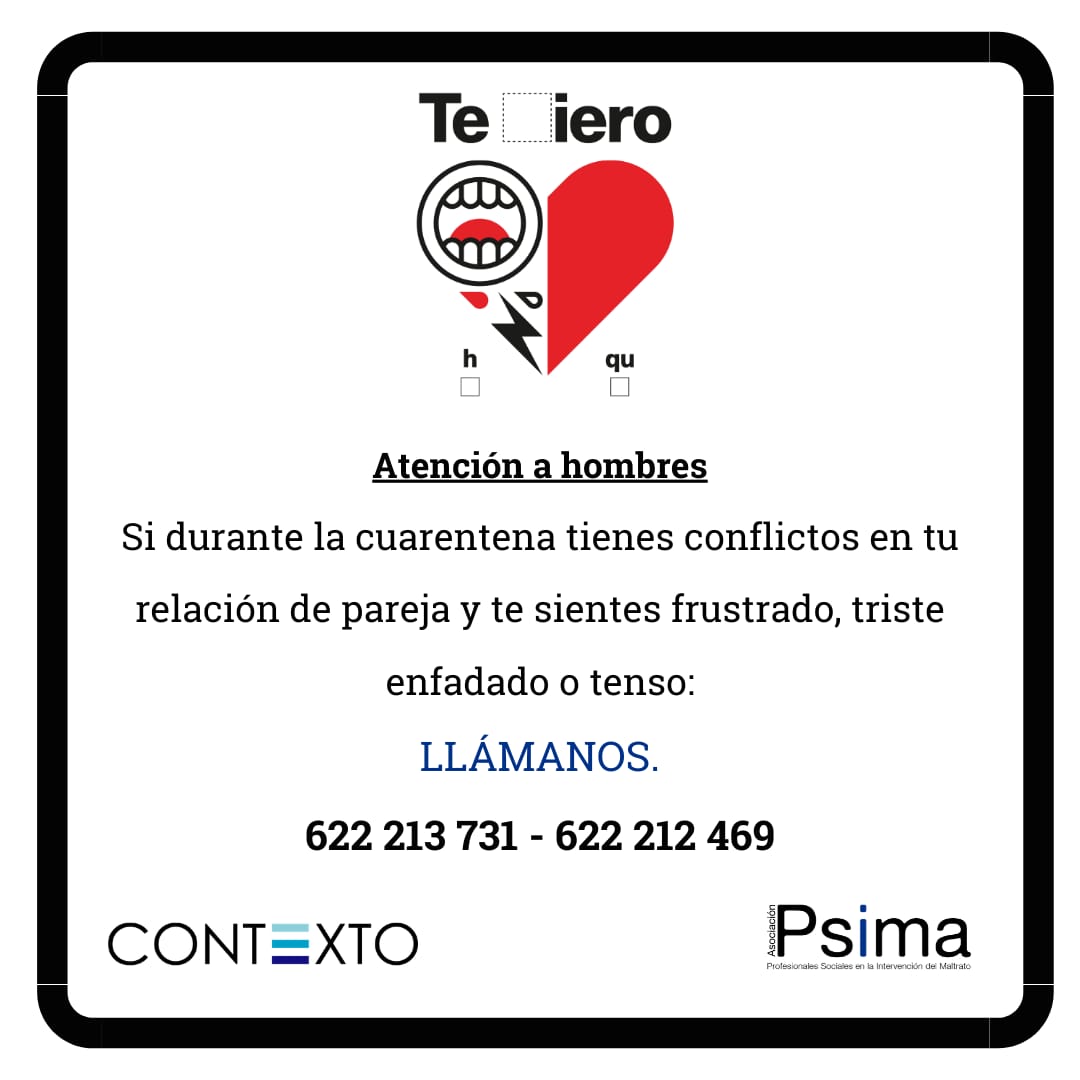 Te iero
h qu
Atención a hombres
Si durante la cuarentena tienes conflictos en tu
relación de pareja y te sientes frustrado, triste
enfadado o tenso:
LLÁMANOS.
622 213 731 - 622 212 469
CONTEXTO
Asociación
Psima
Profesionales Sociales en la Intervención del Maltrato